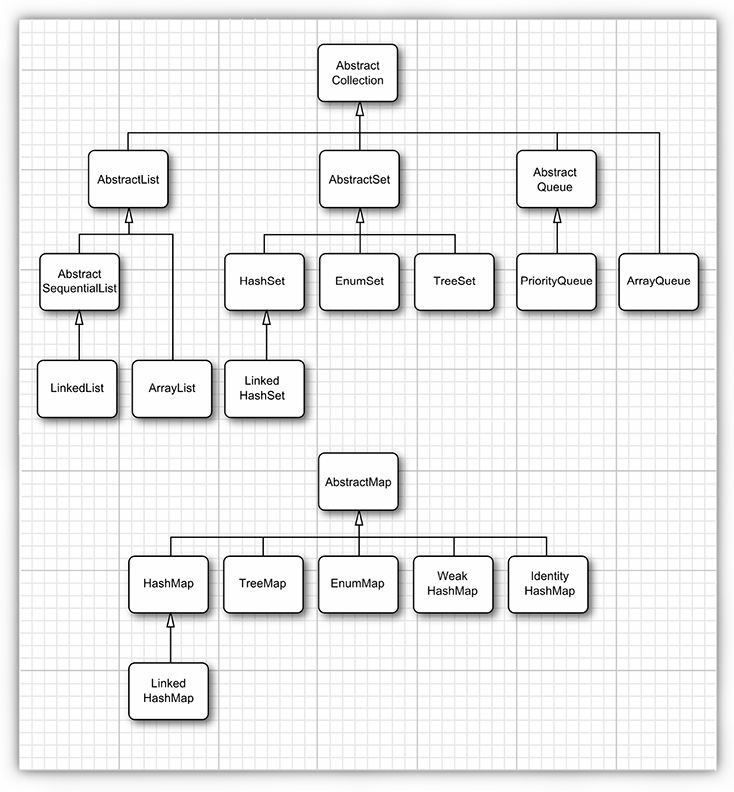 Abstract
Collection
AbstractList
AbstractSet
Abstract
Queue
Abstract
SequentialList
HashSet
EnumSet
TreeSet
PriorityQueue
ArrayQueue
LinkedList
ArrayList
Linked
HashSet
AbstractMap
HashMap
TreeMap
EnumMap
Weak
HashMap
Identity
HashMap
Linked
HashMap